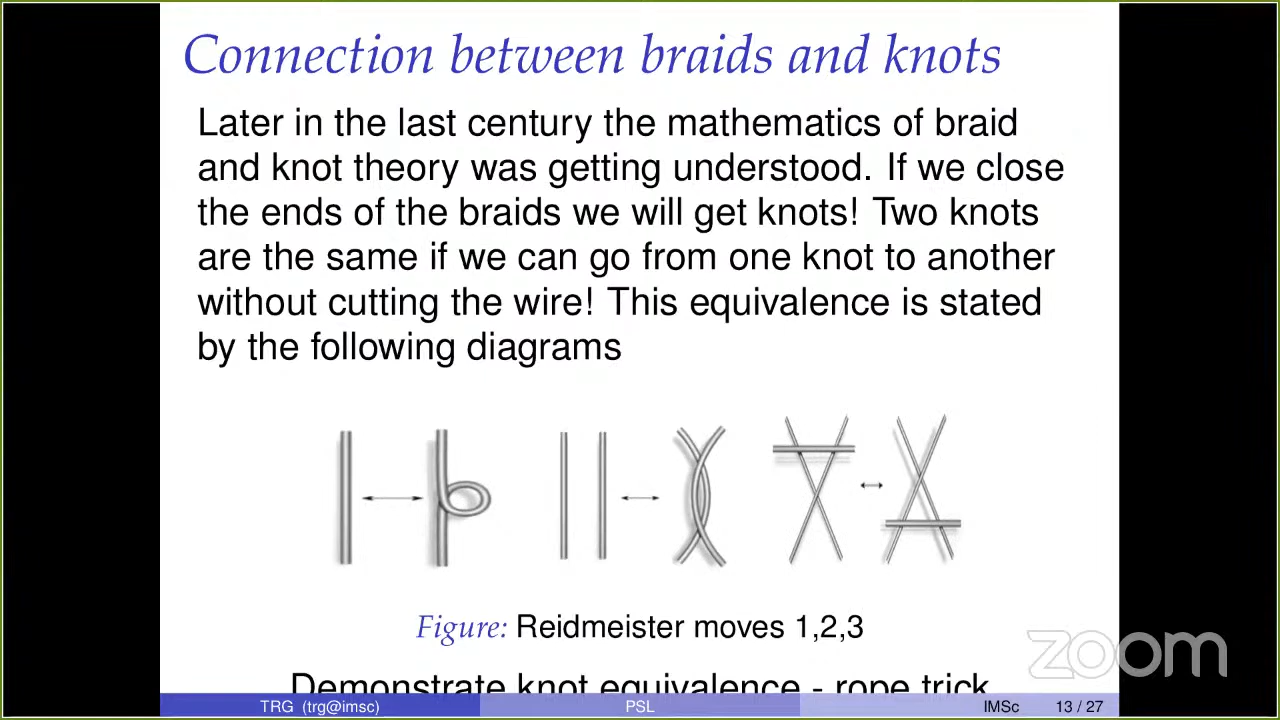 Connection between braids and knots
Later in the last century the mathematics of braid
and knot theory was getting understood. If we close
the ends of the braids we will get knots! Two knots
are the same if we can go from one knot to another
without cutting the wire! This equivalence is stated
by the following diagrams
Figure: Reidmeister moves 1,2,3
zoom
Demonstrate knot equivalence - rope trick
TRG (trg@imsc) PSL IMSc 13 / 27